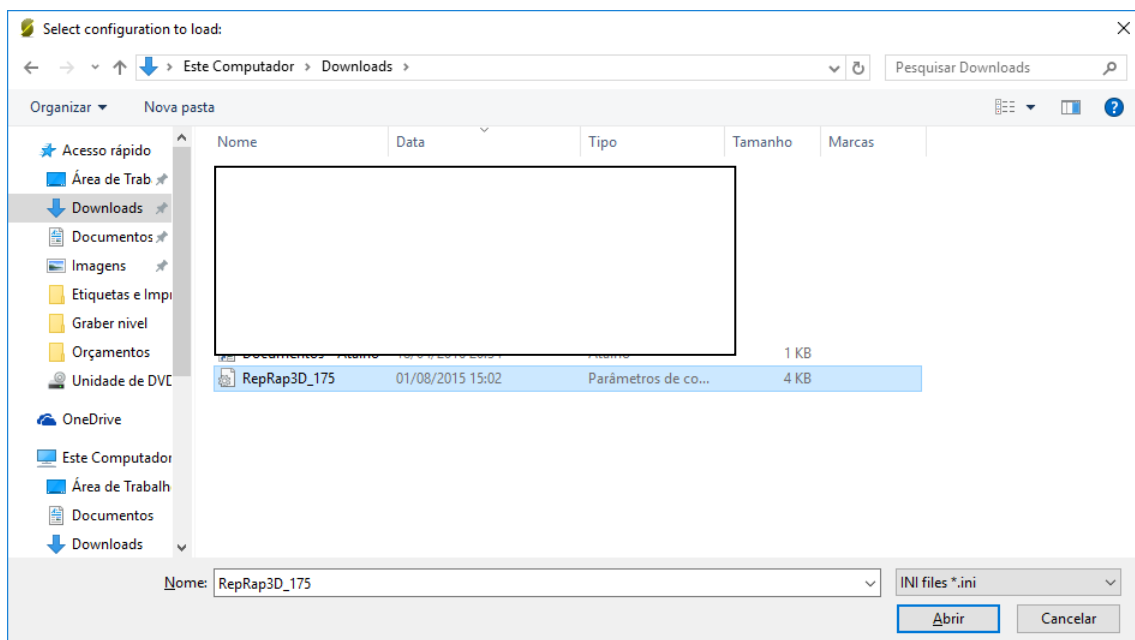 Select configuration to load:
Este Computador > Downloads >
Pesquisar Downloads
Organizar
Nova pasta
Nome
Data
Tipo
Tamanho
Marcas
Acesso rápido
Área de Trab
Downloads
Documentos
Imagens
Etiquetas e Impr
Graber nivel
Orçamentos
1 KB
Unidade de DVD
RepRap3D_175
01/08/2015 15:02
Parâmetros de co...
4 KB
OneDrive
Este Computador
Área de Trabalh
Documentos
Downloads
Nome: RepRap3D_175
INI files *.ini
Abrir
Cancelar